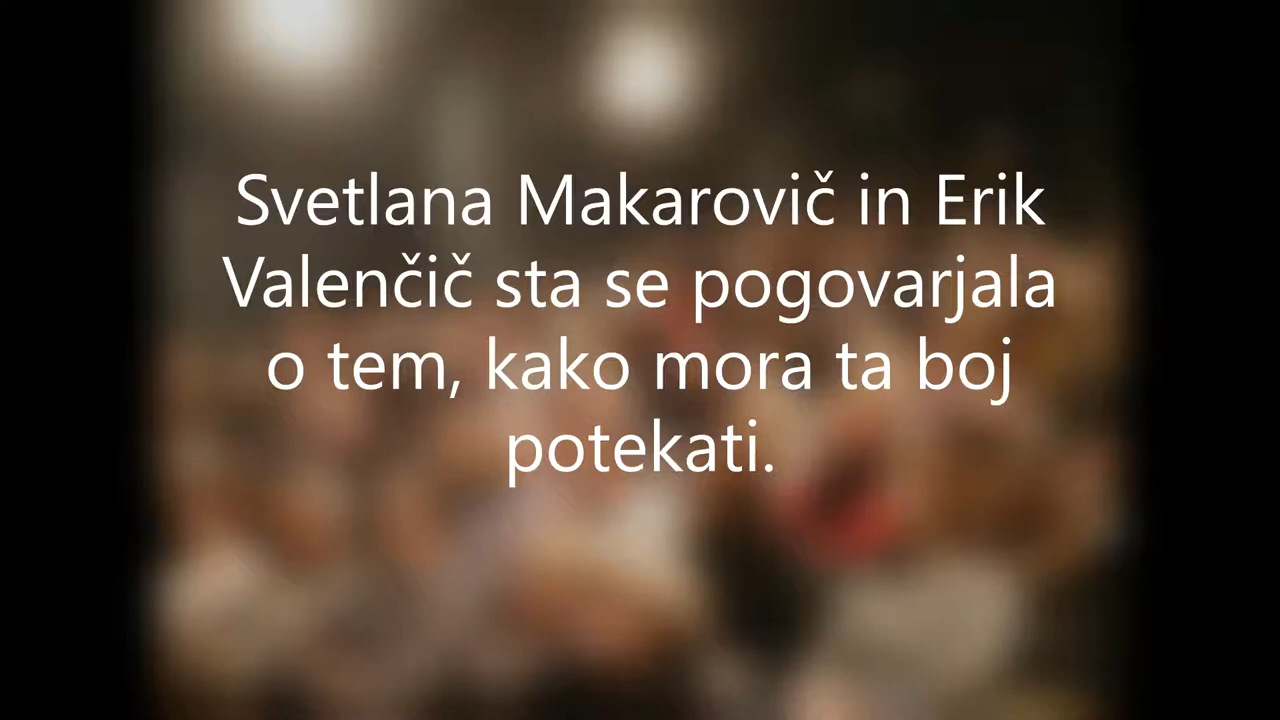 Svetlana Makarovič in Erik
Valenčič sta se pogovarjala
o tem, kako mora ta boj
potekati.